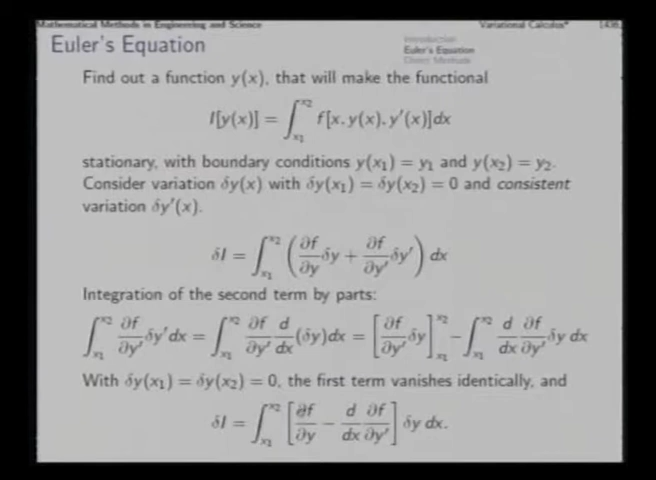 Mathematical Methods in Engineering and Science
Variational Calculus*
Euler's Equation
Introduction
Euler's Equation
Direct Methods
Find out a function y(x), that will make the functional
I[y(x)] = ∫_{x₁}^{x₂} f[x, y(x), y′(x)]dx
stationary, with boundary conditions y(x₁) = y₁ and y(x₂) = y₂.
Consider variation δy(x) with δy(x₁) = δy(x₂) = 0 and consistent
variation δy′(x).
δI = ∫_{x₁}^{x₂} (∂f/∂y δy + ∂f/∂y′ δy′) dx
Integration of the second term by parts:
∫_{x₁}^{x₂} ∂f/∂y′ δy′dx = ∫_{x₁}^{x₂} ∂f/∂y′ d/dx (δy)dx = [∂f/∂y′ δy]_{x₁}^{x₂} − ∫_{x₁}^{x₂} d/dx ∂f/∂y′ δy dx
With δy(x₁) = δy(x₂) = 0, the first term vanishes identically, and
δI = ∫_{x₁}^{x₂} [∂f/∂y − d/dx ∂f/∂y′] δy dx.